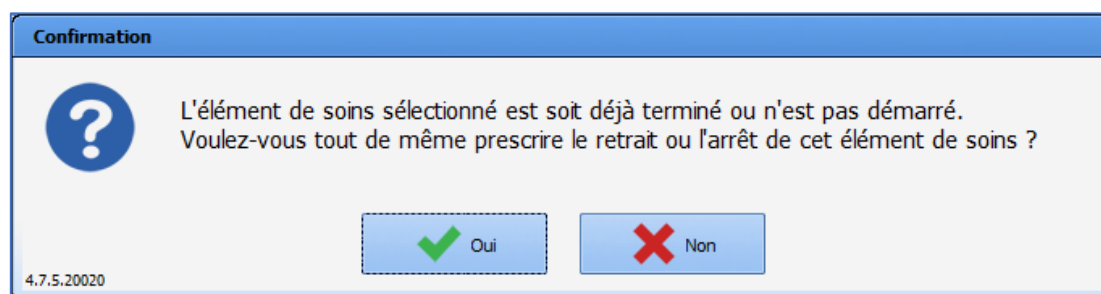 Confirmation
L'élément de soins sélectionné est soit déjà terminé ou n'est pas démarré.
Voulez-vous tout de même prescrire le retrait ou l'arrêt de cet élément de soins ?
Oui
Non
4.7.5.20020